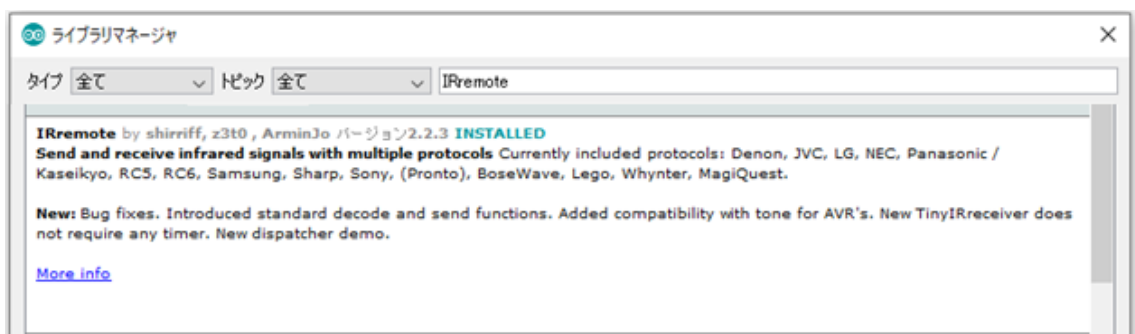 ライブラリマネージャ
タイプ 全て トピック 全て IRremote
IRremote by shirriff, z3t0 , ArminJo バージョン2.2.3 INSTALLED
Send and receive infrared signals with multiple protocols Currently included protocols: Denon, JVC, LG, NEC, Panasonic /
Kaseikyo, RC5, RC6, Samsung, Sharp, Sony, (Pronto), BoseWave, Lego, Whynter, MagiQuest.
New: Bug fixes. Introduced standard decode and send functions. Added compatibility with tone for AVR's. New TinyIRreceiver does
not require any timer. New dispatcher demo.
More info